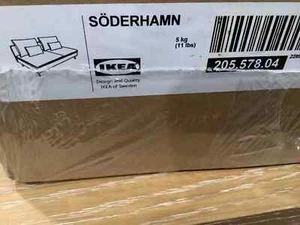 SÖDERHAMN
5 kg
(11 lbs)
IKEA
Design and Quality
IKEA of Sweden
205.578.04